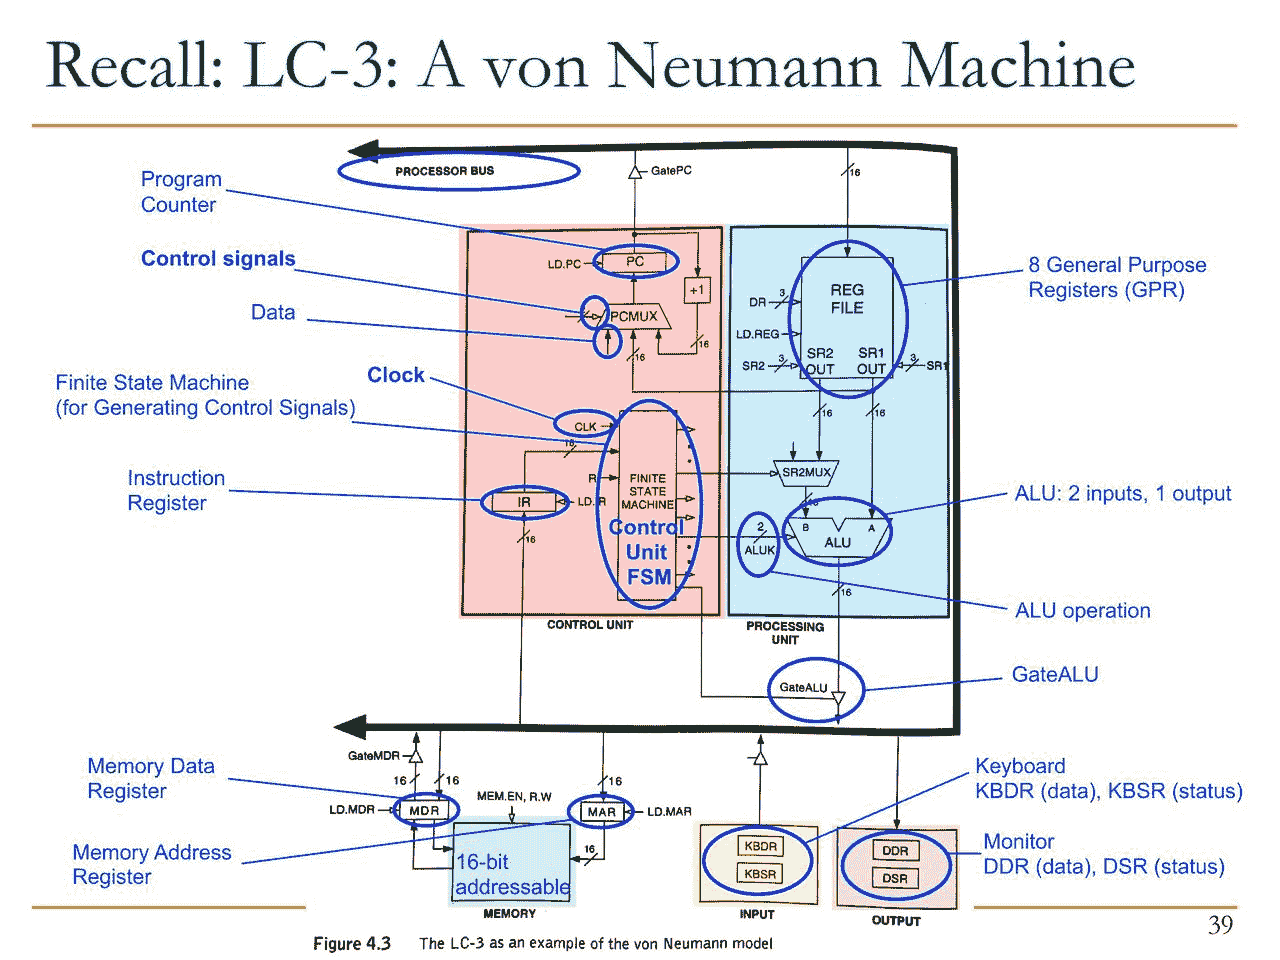 Recall: LC-3: A von Neumann Machine
PROCESSOR BUS
GatePC
16
Program
Counter
Control signals
Data
LD.PC
PC
+1
PCMUX
16
16
REG
FILE
DR
3
LD.REG
SR2
3
SR2
OUT
SR1
OUT
3
SR1
8 General Purpose
Registers (GPR)
Finite State Machine
(for Generating Control Signals)
Clock
CLK
16
16
16
R
FINITE
STATE
MACHINE
Control
Unit
FSM
SR2MUX
16
Instruction
Register
IR
LD.IR
16
2
ALUK
B
A
ALU
16
ALU: 2 inputs, 1 output
ALU operation
CONTROL UNIT
PROCESSING
UNIT
GateALU
GateALU
GateMDR
16
16
16
Memory Data
Register
LD.MDR
MDR
MEM.EN, R.W
MAR
LD.MAR
Memory Address
Register
16-bit
addressable
16
MEMORY
KBDR
KBSR
INPUT
DDR
DSR
OUTPUT
Keyboard
KBDR (data), KBSR (status)
Monitor
DDR (data), DSR (status)
39
Figure 4.3 The LC-3 as an example of the von Neumann model